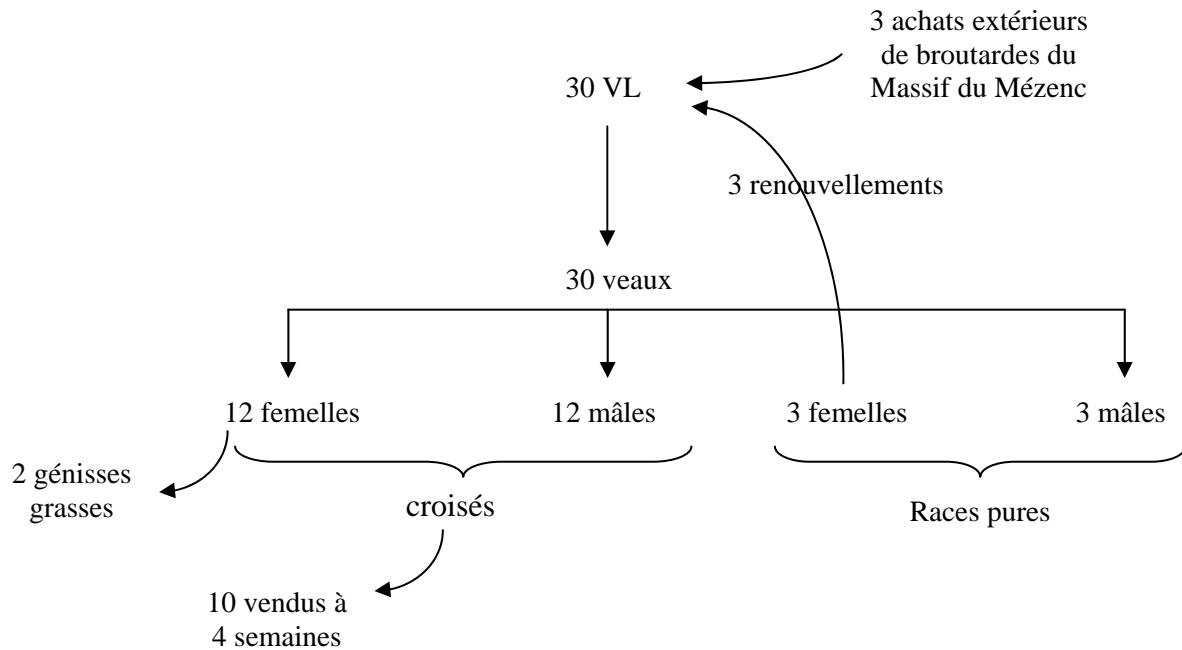 3 achats extérieurs
de broutardes du
Massif du Mézenc
30 VL
3 renouvellements
30 veaux
12 femelles
12 mâles
3 femelles
3 mâles
2 génisses
grasses
croisés
Races pures
10 vendus à
4 semaines